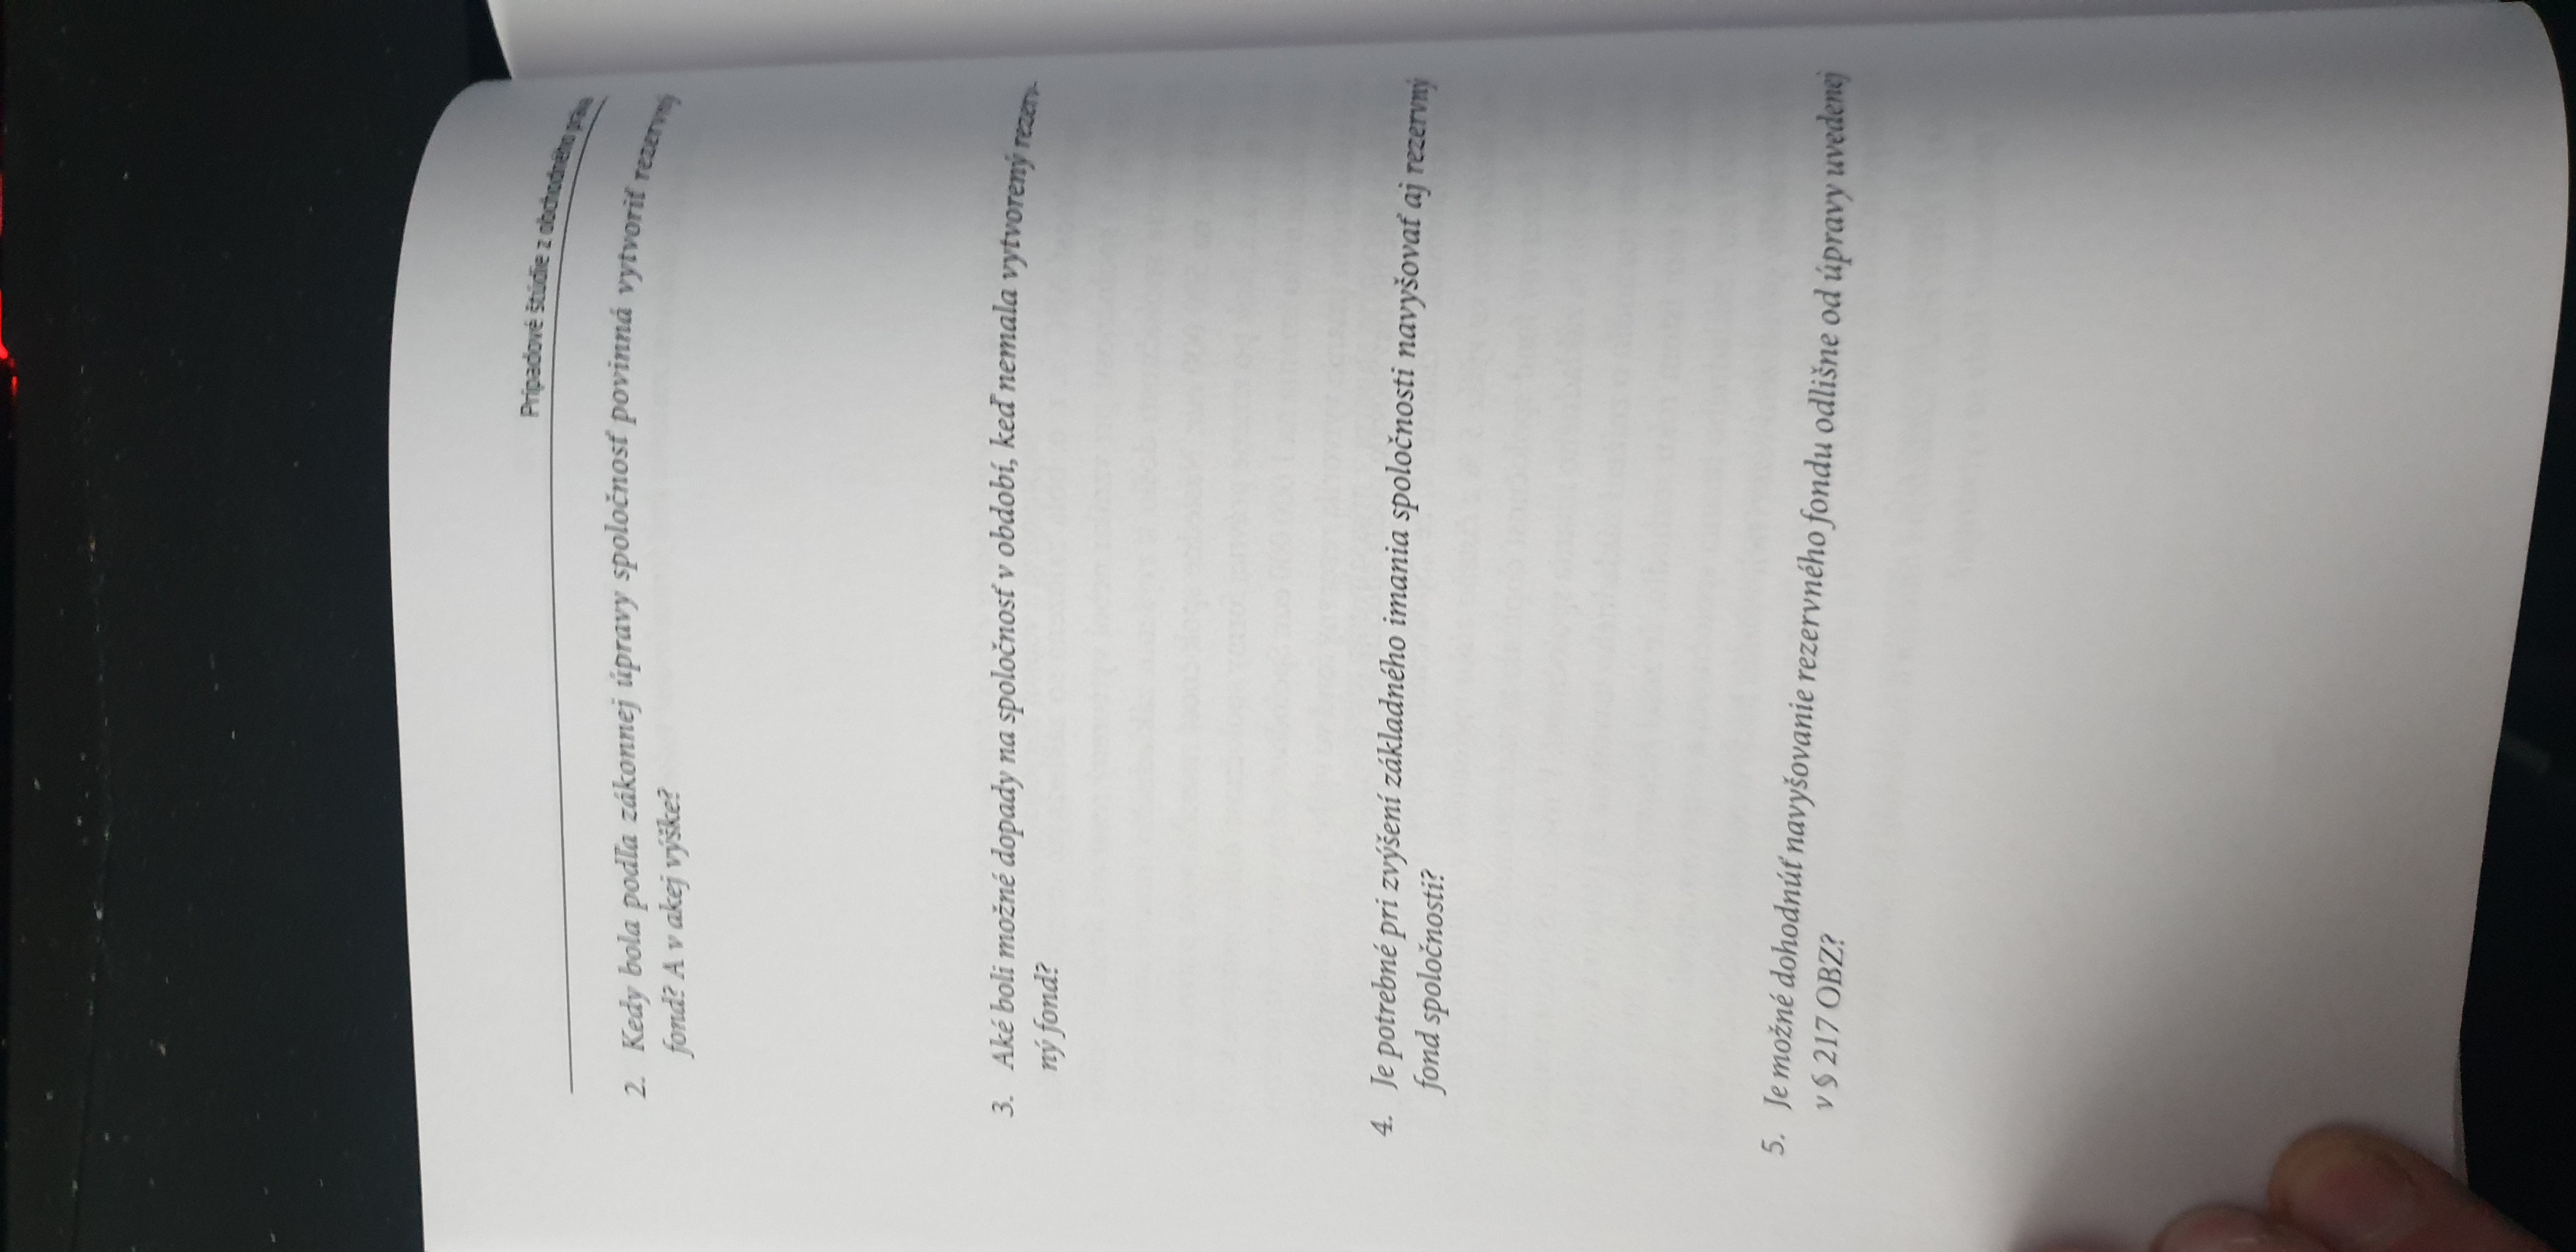 Prípadové štúdie z obchodného práva
2. Kedy bola podľa zákonnej úpravy spoločnosť povinná vytvoriť rezervný
fond? A v akej výške?
3. Aké boli možné dopady na spoločnosť v období, keď nemala vytvorený rezerv-
ný fond?
4. Je potrebné pri zvýšení základného imania spoločnosti navyšovať aj rezervný
fond spoločnosti?
5. Je možné dohodnúť navyšovanie rezervného fondu odlišne od úpravy uvedenej
v § 217 OBZ?